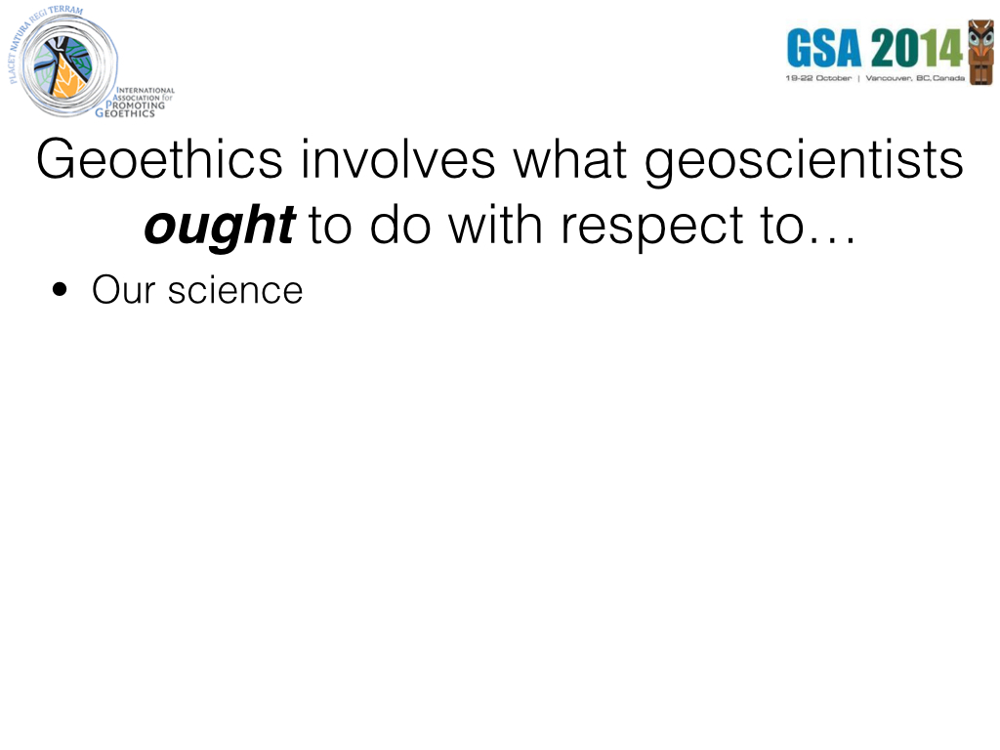 PLACET NATURA REGI TERRAM
INTERNATIONAL
ASSOCIATION for
PROMOTING
GEOETHICS
GSA 2014
19-22 October | Vancouver, BC, Canada
Geoethics involves what geoscientists
ought to do with respect to…
• Our science